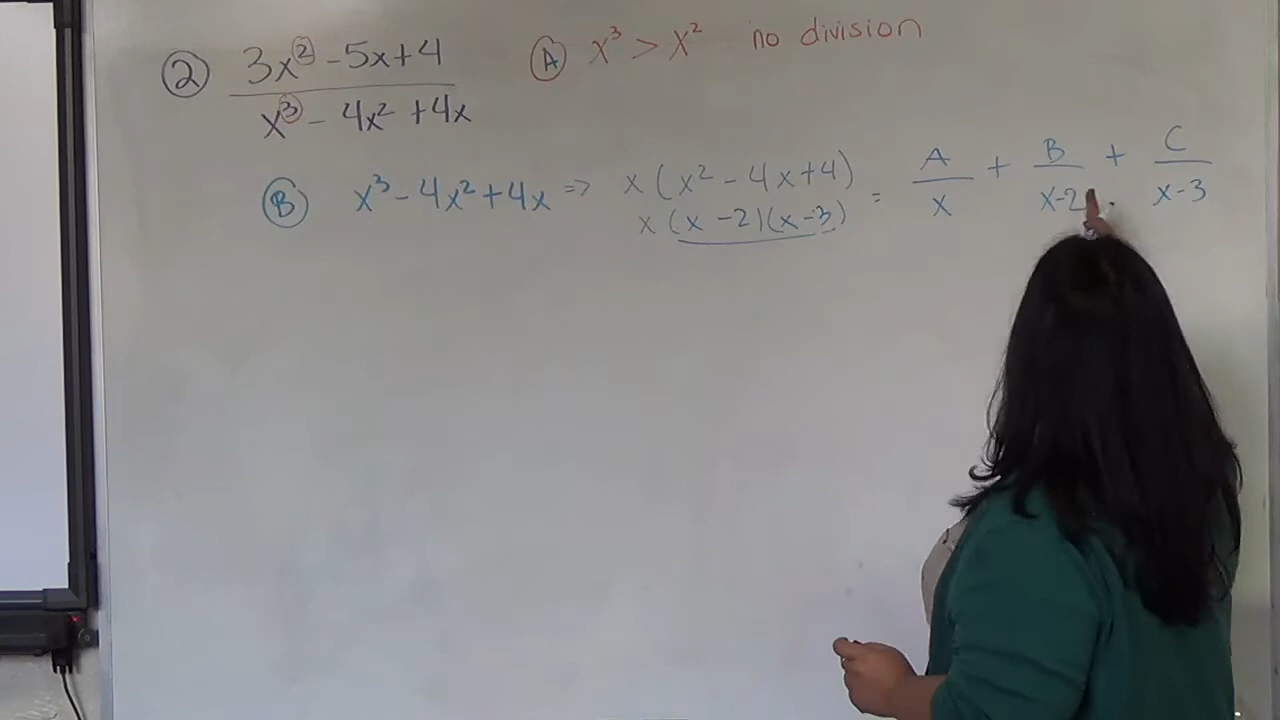 ② 3x² - 5x + 4
x³ - 4x² + 4x
Ⓐ x³ > x² no division
Ⓑ x³ - 4x² + 4x => x(x² - 4x + 4)
x(x - 2)(x - 3) = A/x + B/x-2 + C/x-3